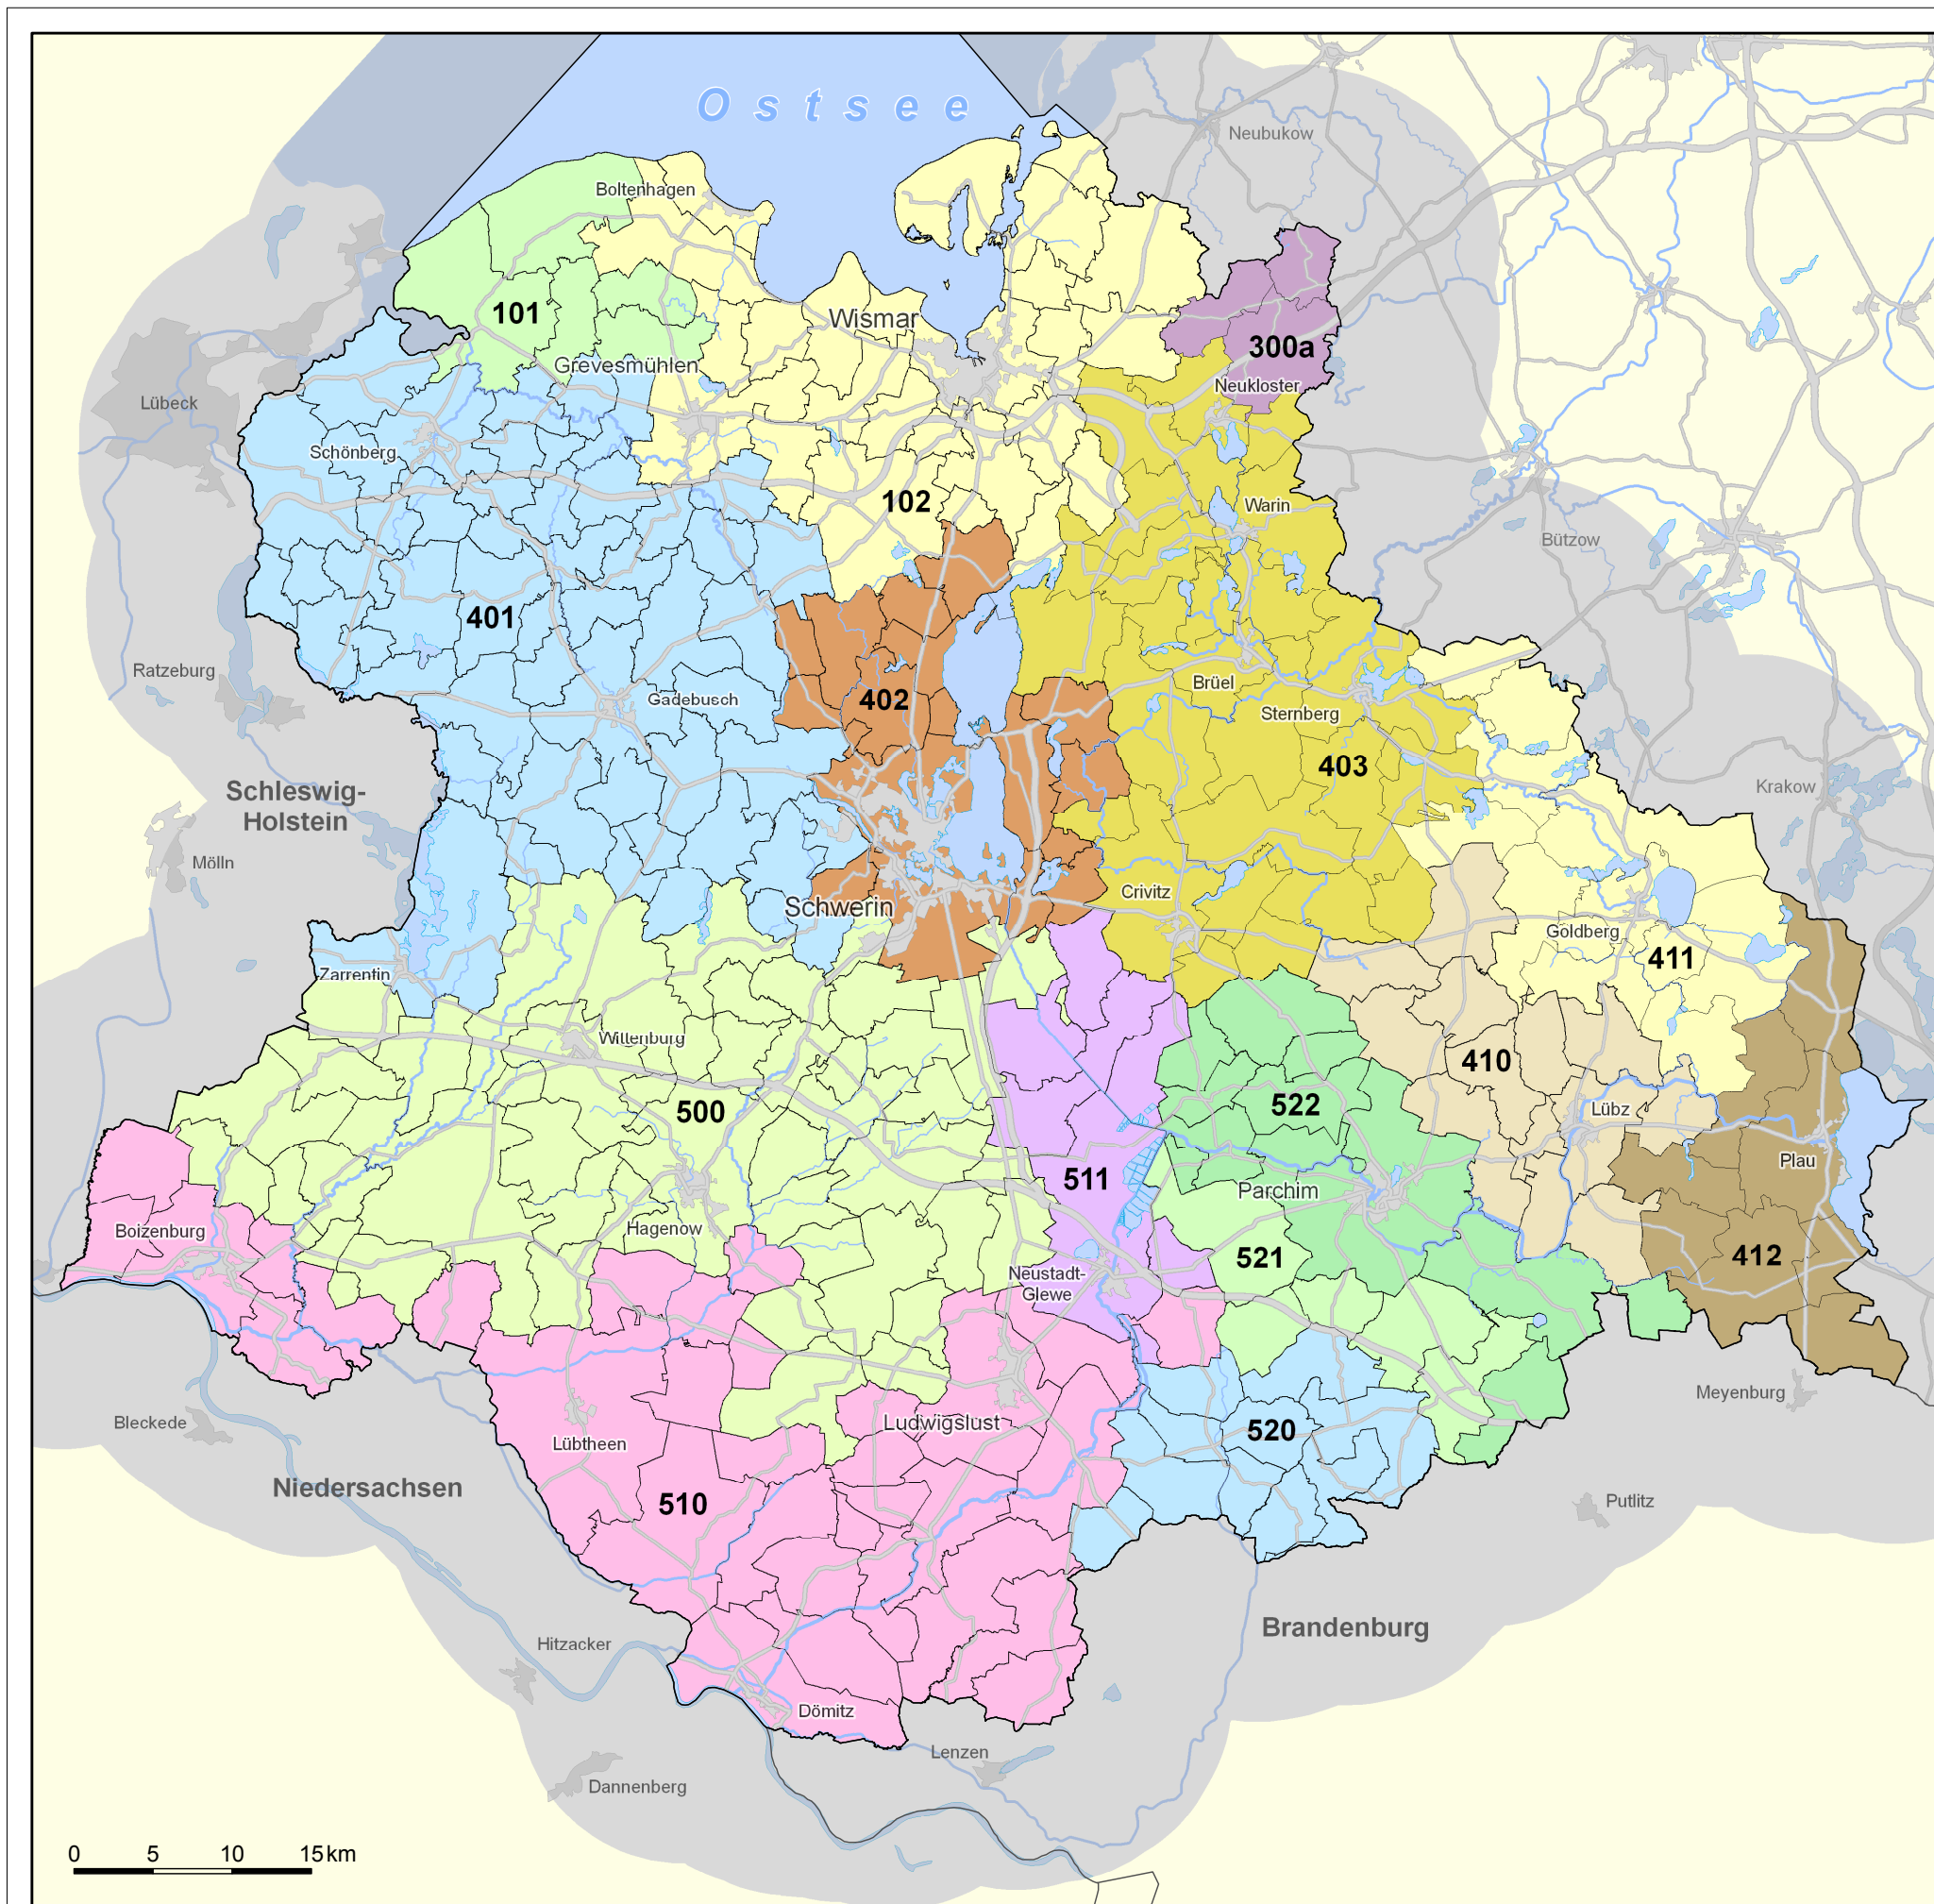 Ostsee
Neubukow
Boltenhagen
101
Wismar
300a
Grevesmühlen
Neukloster
Lübeck
Schönberg
102
Warin
Bützow
401
Ratzeburg
Brüel
402
Gadebusch
Sternberg
403
Krakow
Schleswig-
Holstein
Mölln
Crivitz
Schwerin
Goldberg
411
Zarrentin
Wittenburg
410
500
522
Lübz
Plau
511
Parchim
Boizenburg
Hagenow
521
412
Neustadt-
Glewe
Meyenburg
Bleckede
Ludwigslust
520
Lübtheen
Niedersachsen
510
Putlitz
Brandenburg
Hitzacker
Dömitz
Lenzen
Dannenberg
0 5 10 15 km